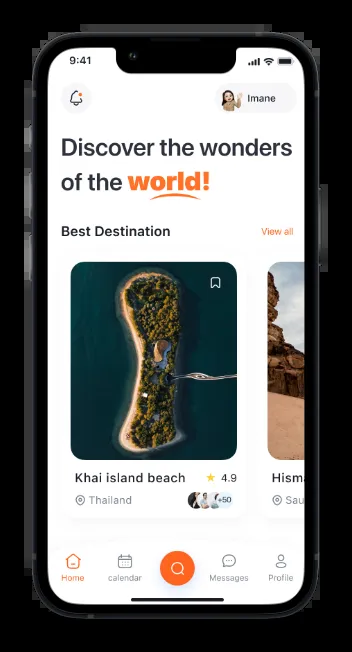 9:41
Imane
Discover the wonders
of the world!
Best Destination
View all
Khai island beach
4.9
Thailand
+50
Hisma
Sau
Home
calendar
Messages
Profile